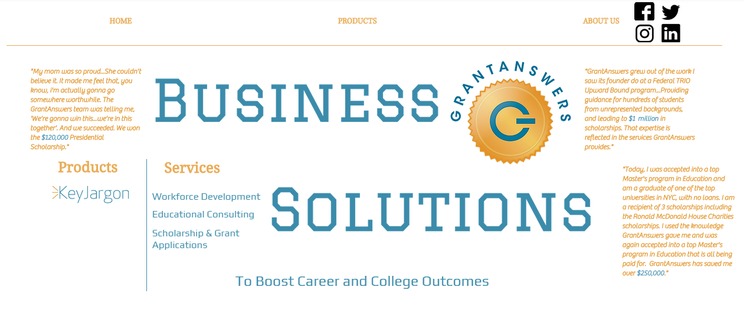 HOME
PRODUCTS
ABOUT US
"My mom was so proud...She couldn't
believe it. It made me feel that, you
know, I'm actually gonna go
somewhere worthwhile. The
GrantAnswers team was telling me,
'We're gonna win this...we're in this
together'. And we succeeded. We won
the $120,000 Presidential
Scholarship."
BUSINESS
GRANTANSWERS
"GrantAnswers grew out of the work I
saw its founder do at a Federal TRIO
Upward Bound program...Providing
guidance for hundreds of students
from unrepresented backgrounds,
and leading to $1 million in
scholarships. That expertise is
reflected in the services GrantAnswers
provides."
Products
KeyJargon
Services
Workforce Development
Educational Consulting
Scholarship & Grant
Applications
SOLUTIONS
"Today, I was accepted into a top
Master's program in Education and
am a graduate of one of the top
universities in NYC, with no loans. I am
a recipient of 3 scholarships including
the Ronald McDonald House Charities
scholarships. I used the knowledge
GrantAnswers gave me and was
again accepted into a top Master's
program in Education that is all being
paid for. GrantAnswers has saved me
over $250,000."
To Boost Career and College Outcomes